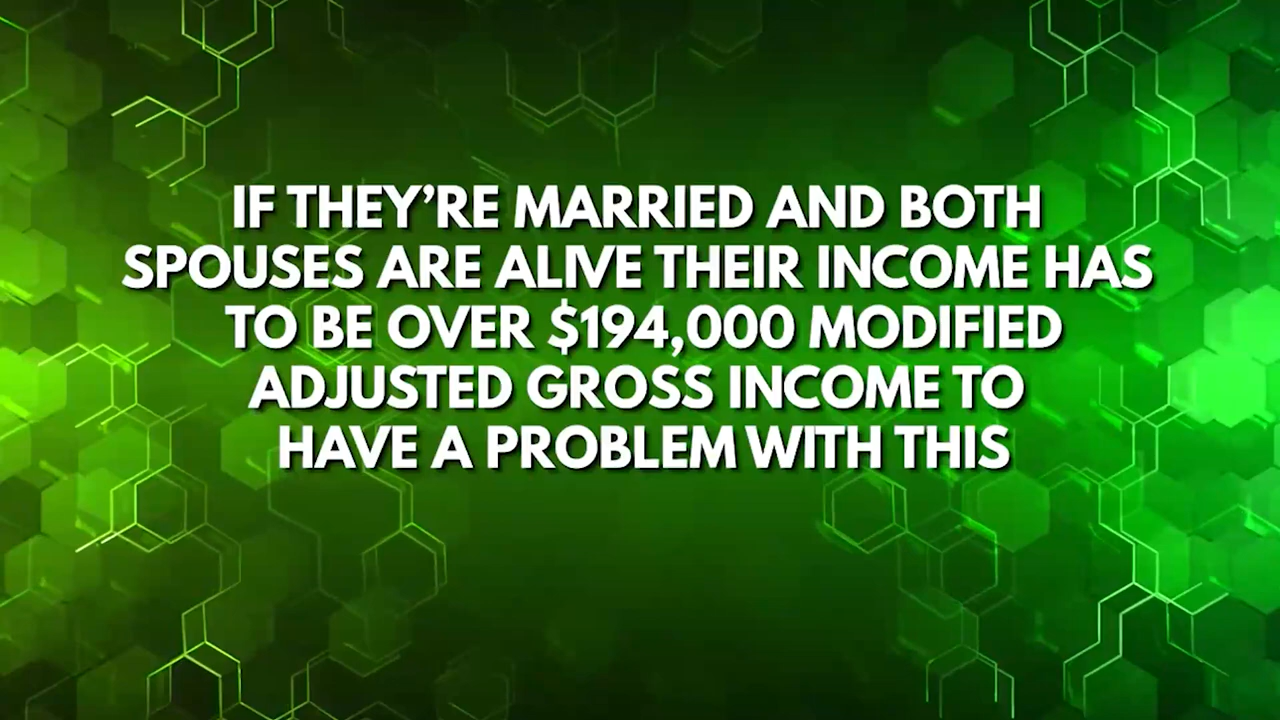 IF THEY’RE MARRIED AND BOTH
SPOUSES ARE ALIVE THEIR INCOME HAS
TO BE OVER $194,000 MODIFIED
ADJUSTED GROSS INCOME TO
HAVE A PROBLEM WITH THIS